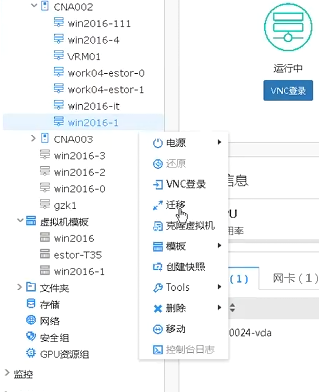 CNA002
win2016-111
win2016-4
VRM01
work04-estor-0
work04-estor-1
win2016-it
win2016-1
CNA003
win2016-3
win2016-2
win2016-0
gzk1
虚拟机模板
win2016
estor-T35
win2016-1
文件夹
存储
网络
安全组
GPU资源组
监控
电源
还原
VNC登录
迁移
克隆虚拟机
模板
创建快照
Tools
删除
移动
控制台日志
运行中
VNC登录
信息
PU
用率
(1)
网卡 (1)
0024-vda